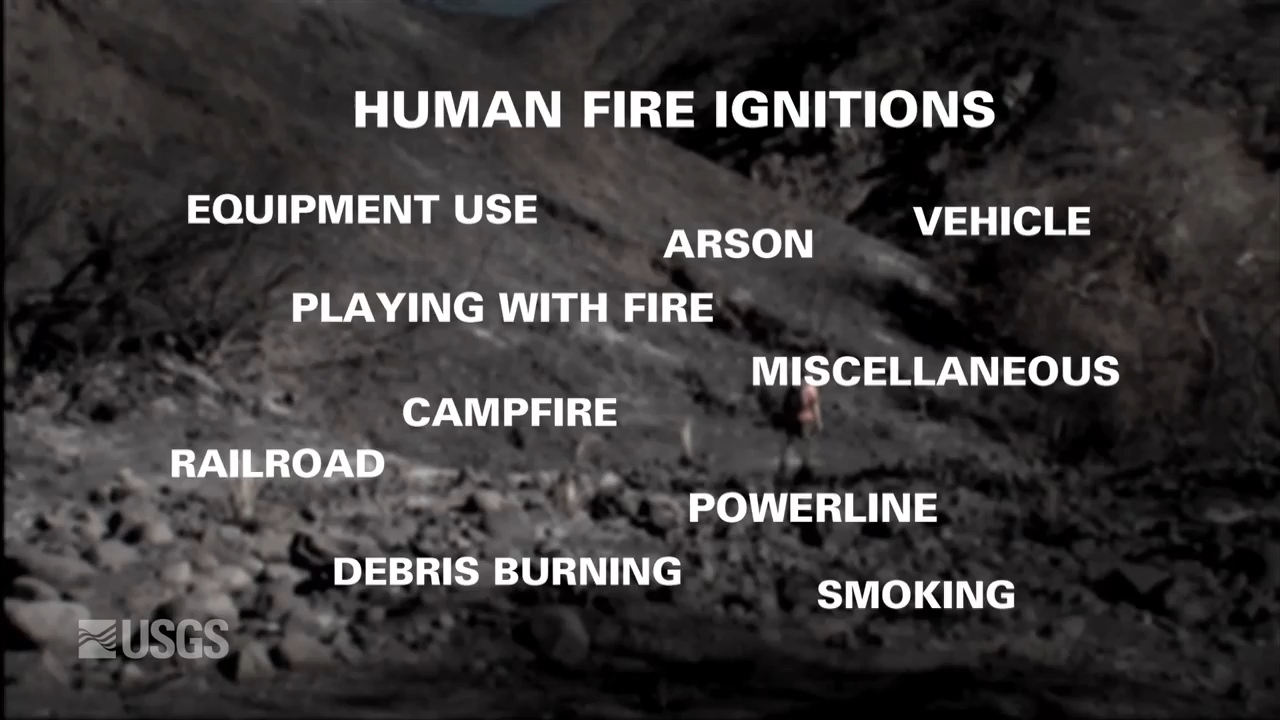 HUMAN FIRE IGNITIONS
EQUIPMENT USE
ARSON
VEHICLE
PLAYING WITH FIRE
MISCELLANEOUS
CAMPFIRE
RAILROAD
POWERLINE
DEBRIS BURNING
SMOKING
USGS